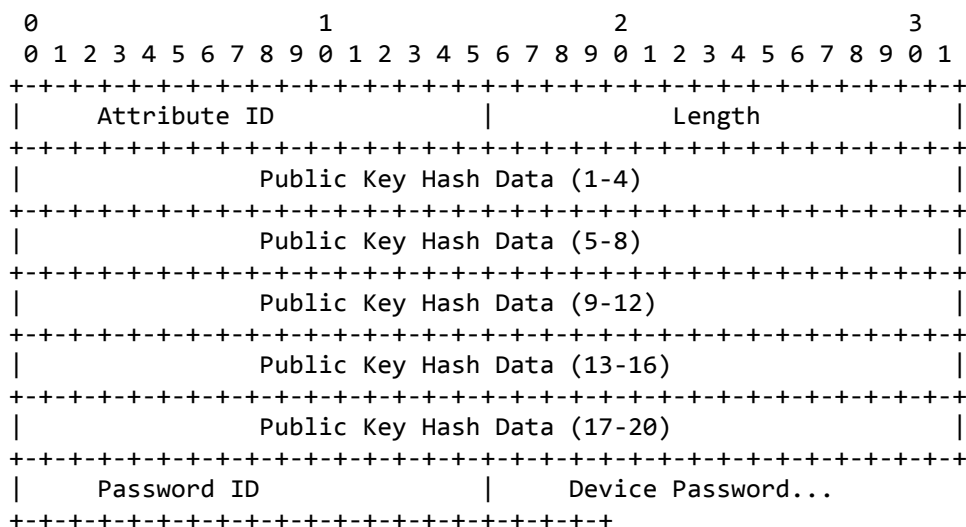 0                   1                   2                   3
 0 1 2 3 4 5 6 7 8 9 0 1 2 3 4 5 6 7 8 9 0 1 2 3 4 5 6 7 8 9 0 1
+-+-+-+-+-+-+-+-+-+-+-+-+-+-+-+-+-+-+-+-+-+-+-+-+-+-+-+-+-+-+-+-+
|     Attribute ID              |            Length             |
+-+-+-+-+-+-+-+-+-+-+-+-+-+-+-+-+-+-+-+-+-+-+-+-+-+-+-+-+-+-+-+-+
|                Public Key Hash Data (1-4)                     |
+-+-+-+-+-+-+-+-+-+-+-+-+-+-+-+-+-+-+-+-+-+-+-+-+-+-+-+-+-+-+-+-+
|                Public Key Hash Data (5-8)                     |
+-+-+-+-+-+-+-+-+-+-+-+-+-+-+-+-+-+-+-+-+-+-+-+-+-+-+-+-+-+-+-+-+
|                Public Key Hash Data (9-12)                    |
+-+-+-+-+-+-+-+-+-+-+-+-+-+-+-+-+-+-+-+-+-+-+-+-+-+-+-+-+-+-+-+-+
|                Public Key Hash Data (13-16)                   |
+-+-+-+-+-+-+-+-+-+-+-+-+-+-+-+-+-+-+-+-+-+-+-+-+-+-+-+-+-+-+-+-+
|                Public Key Hash Data (17-20)                   |
+-+-+-+-+-+-+-+-+-+-+-+-+-+-+-+-+-+-+-+-+-+-+-+-+-+-+-+-+-+-+-+-+
|     Password ID               |     Device Password...
+-+-+-+-+-+-+-+-+-+-+-+-+-+-+-+-+-+-+-+-+